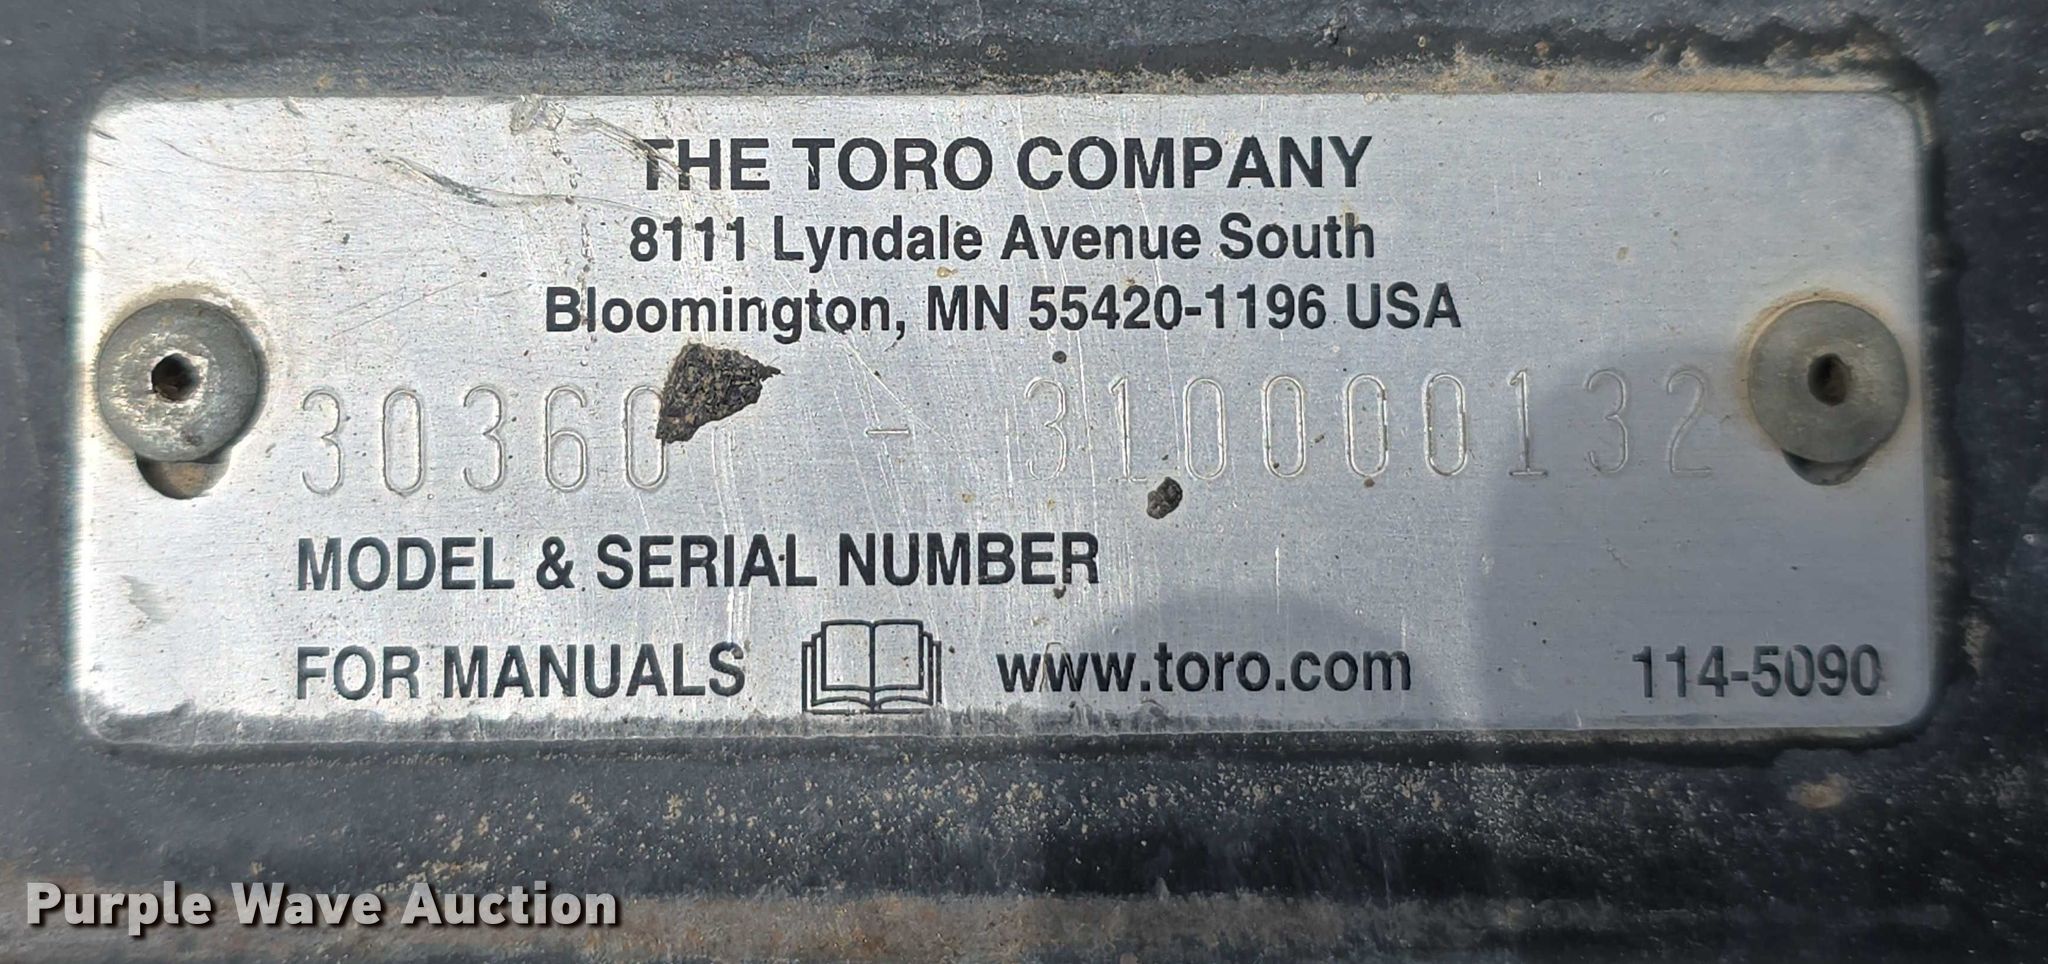 THE TORO COMPANY
8111 Lyndale Avenue South
Bloomington, MN 55420-1196 USA
30360 - 310000132
MODEL & SERIAL NUMBER
FOR MANUALS www.toro.com 114-5090
Purple Wave Auction